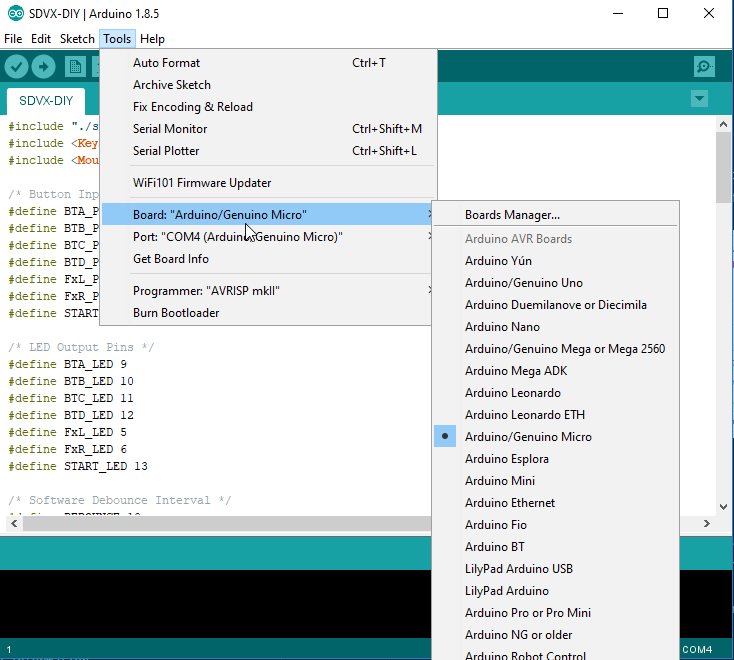 SDVX-DIY | Arduino 1.8.5
File Edit Sketch Tools Help
SDVX-DIY
Auto Format Ctrl+T
Archive Sketch
Fix Encoding & Reload
Serial Monitor Ctrl+Shift+M
Serial Plotter Ctrl+Shift+L
WiFi101 Firmware Updater
Board: "Arduino/Genuino Micro"
Port: "COM4 (Arduino/Genuino Micro)"
Get Board Info
Programmer: "AVRISP mkII"
Burn Bootloader
Boards Manager...
Arduino AVR Boards
Arduino Yún
Arduino/Genuino Uno
Arduino Duemilanove or Diecimila
Arduino Nano
Arduino/Genuino Mega or Mega 2560
Arduino Mega ADK
Arduino Leonardo
Arduino Leonardo ETH
Arduino/Genuino Micro
Arduino Esplora
Arduino Mini
Arduino Ethernet
Arduino Fio
Arduino BT
LilyPad Arduino USB
LilyPad Arduino
Arduino Pro or Pro Mini
Arduino NG or older
Arduino Robot Control
#include "./s
#include <Key
#include <Mou
/* Button Inp
#define BTA_P
#define BTB_P
#define BTC_P
#define BTD_P
#define FxL_P
#define FxR_P
#define START
/* LED Output Pins */
#define BTA_LED 9
#define BTB_LED 10
#define BTC_LED 11
#define BTD_LED 12
#define FxL_LED 5
#define FxR_LED 6
#define START_LED 13
/* Software Debounce Interval */
1
COM4